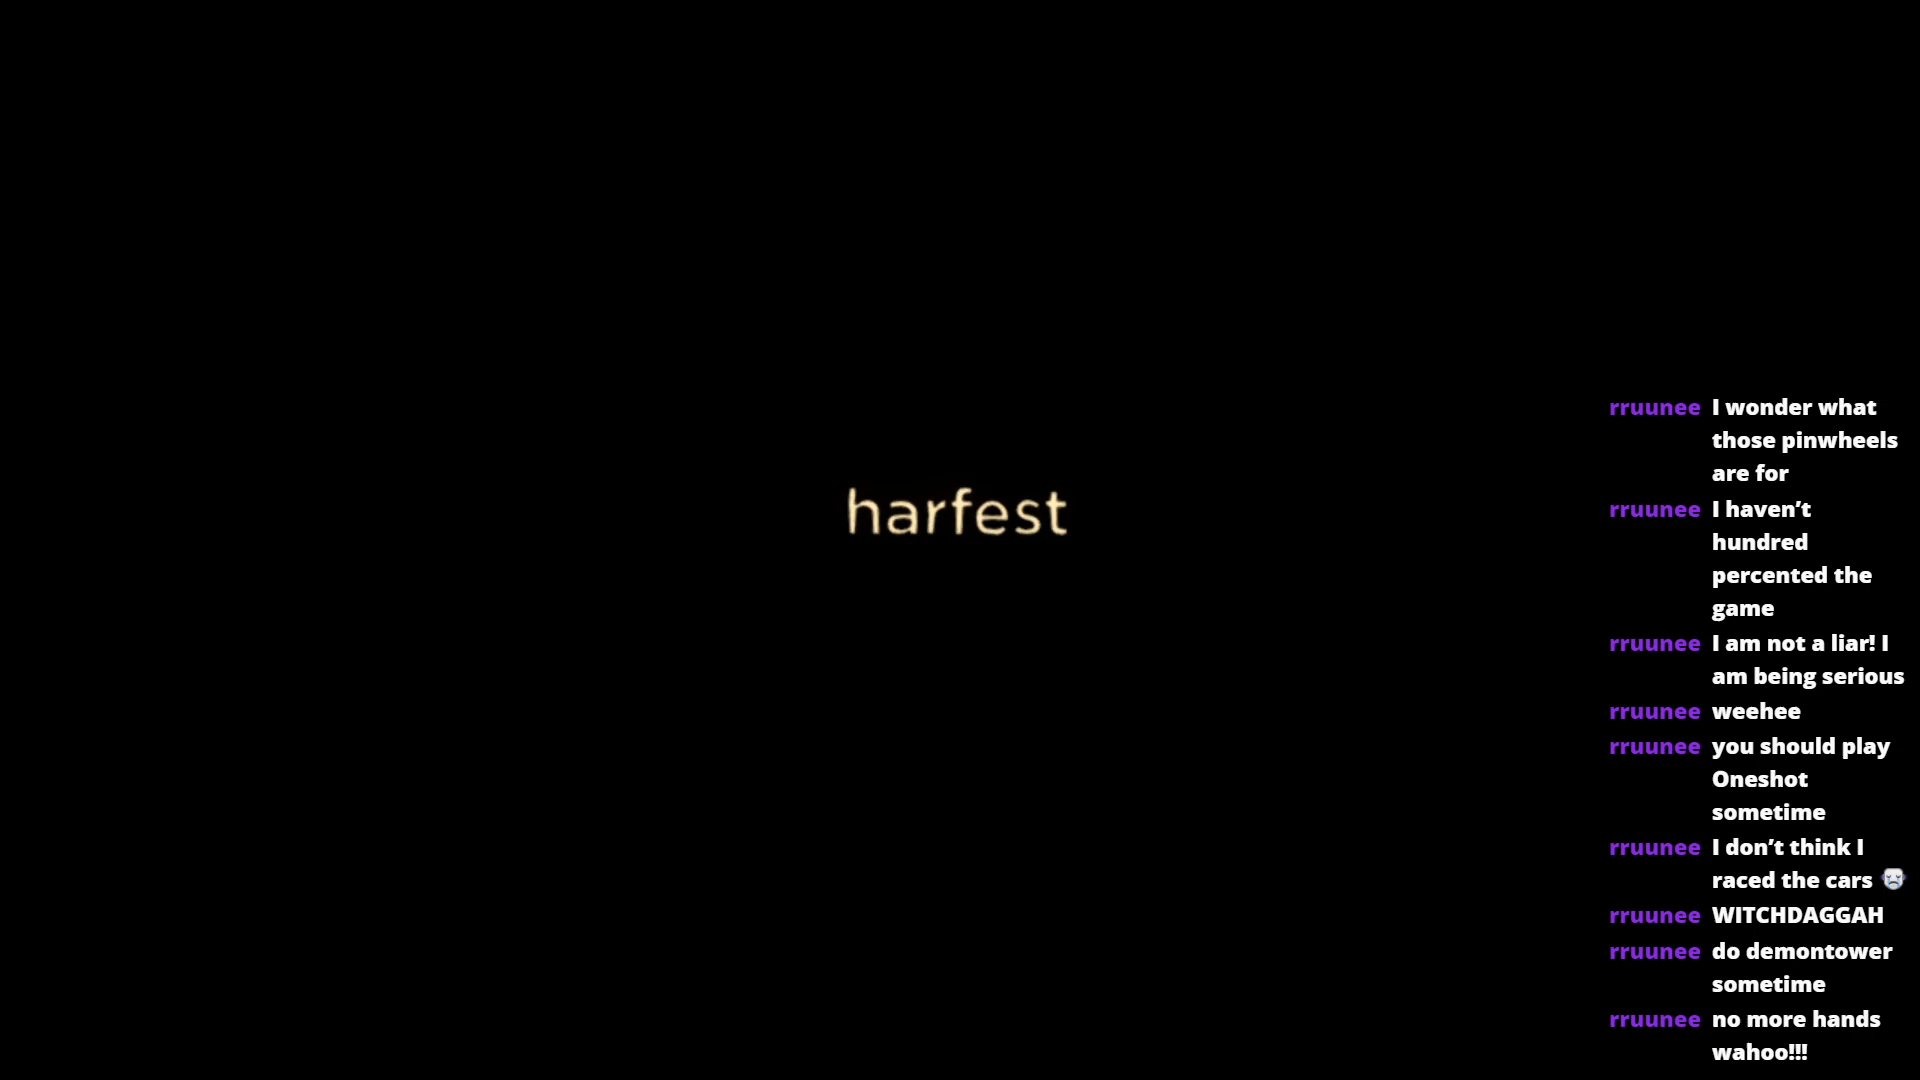 harfest
rruunee I wonder what
those pinwheels
are for
rruunee I haven’t
hundred
percented the
game
rruunee I am not a liar! I
am being serious
rruunee weehee
rruunee you should play
Oneshot
sometime
rruunee I don’t think I
raced the cars
rruunee WITCHDAGGAH
rruunee do demontower
sometime
rruunee no more hands
wahoo!!!